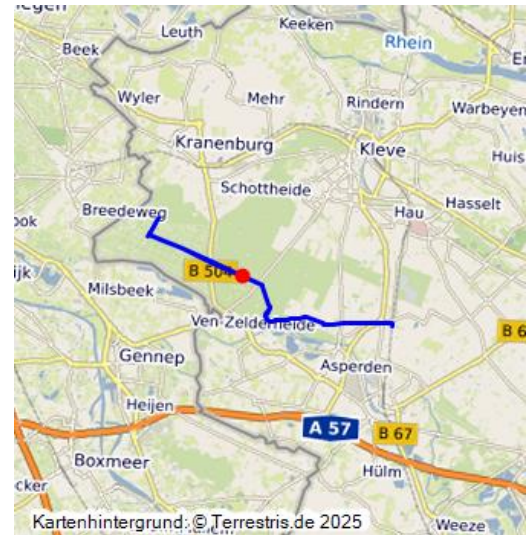 Leuth
Keeken
Beek
Rhein
Wyler
Mehr
Rindern
Warbeyen
Kranenburg
Kleve
Huis
Schottheide
Hasselt
Breedeweg
Hau
B 504
Milsbeek
Ven-Zelderheide
B 6
Gennep
Asperden
Heijen
A 57
B 67
Boxmeer
Hülm
Weeze
Kartenhintergrund: © Terrestris.de 2025